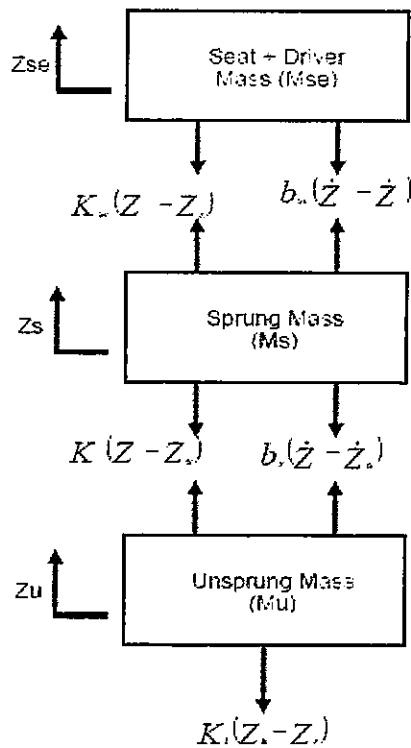 Zse
Seat + Driver
Mass (Mse)
K (Z - Z ) b (Ż - Ż )
Zs
Sprung Mass
(Ms)
K (Z - Z ) b (Ż - Ż )
Zu
Unsprung Mass
(Mu)
K (Z - Z )